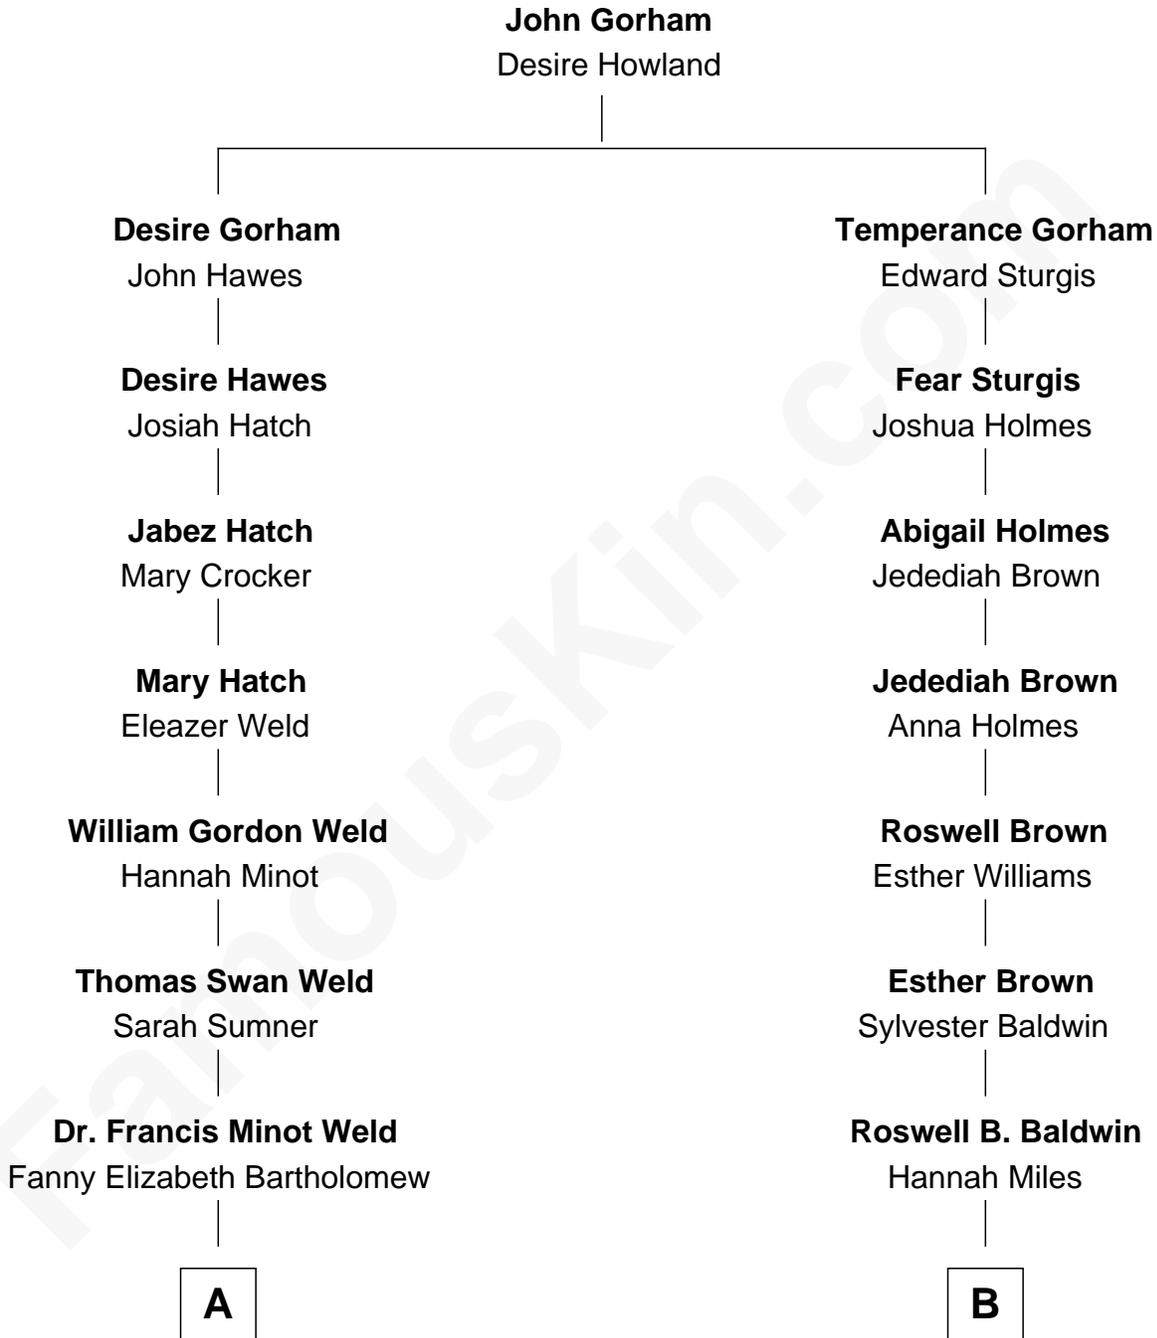 John Gorham
Desire Howland
Desire Gorham
John Hawes
Desire Hawes
Josiah Hatch
Jabez Hatch
Mary Crocker
Mary Hatch
Eleazer Weld
William Gordon Weld
Hannah Minot
Thomas Swan Weld
Sarah Sumner
Dr. Francis Minot Weld
Fanny Elizabeth Bartholomew
A
Temperance Gorham
Edward Sturgis
Fear Sturgis
Joshua Holmes
Abigail Holmes
Jedediah Brown
Jedediah Brown
Anna Holmes
Roswell Brown
Esther Williams
Esther Brown
Sylvester Baldwin
Roswell B. Baldwin
Hannah Miles
B
FamousKin.com